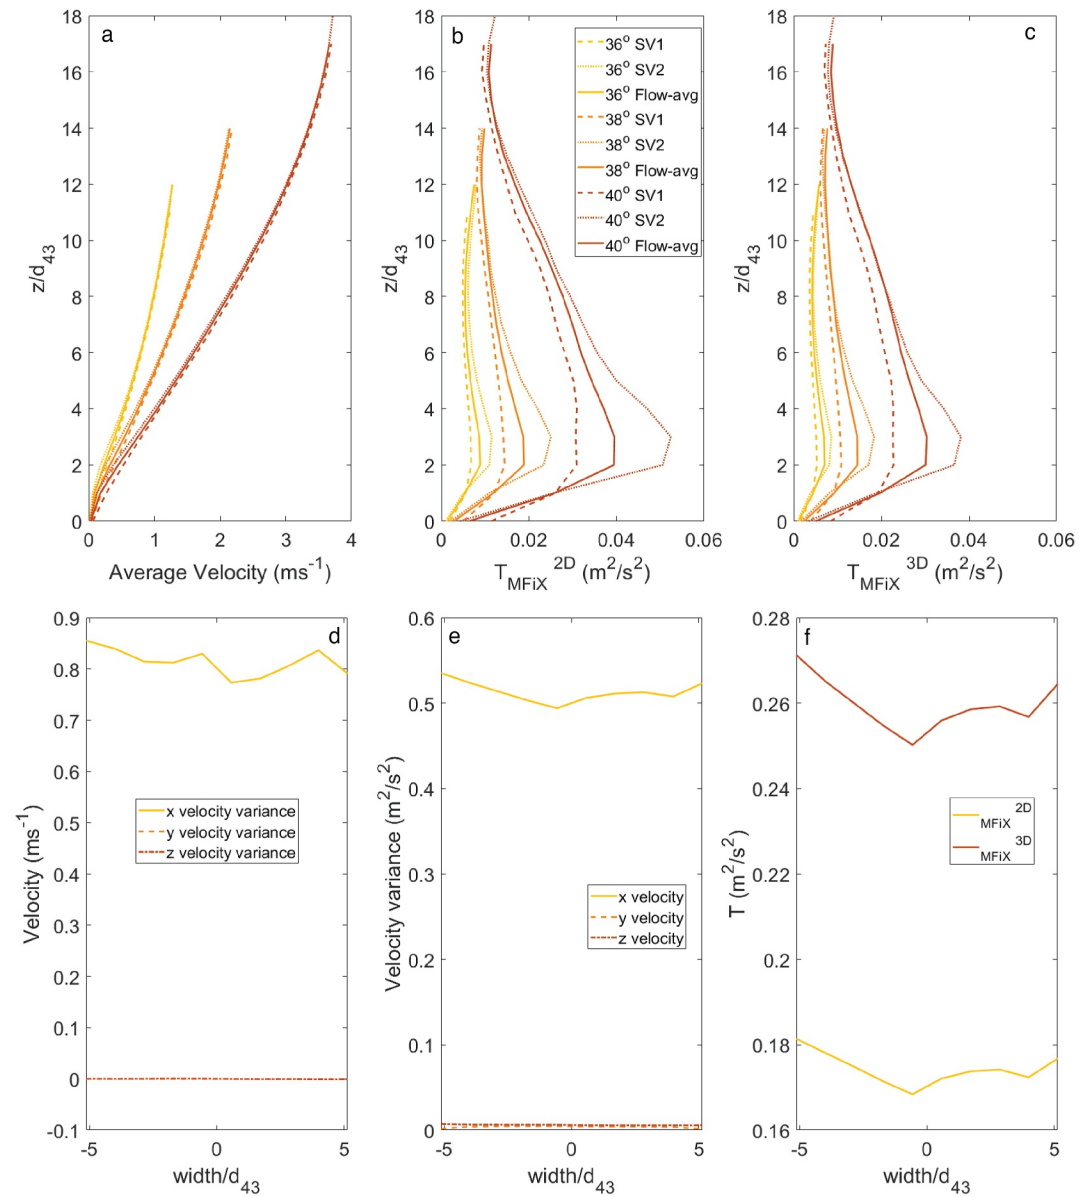 a
18
16
14
12
10
8
6
4
2
0
z/d43
0 1 2 3 4
Average Velocity (ms-1)
b
18
16
14
12
10
8
6
4
2
0
z/d43
0 0.02 0.04 0.06
TMFiX2D (m2/s2)
36o SV1
36o SV2
36o Flow-avg
38o SV1
38o SV2
38o Flow-avg
40o SV1
40o SV2
40o Flow-avg
c
18
16
14
12
10
8
6
4
2
0
z/d43
0 0.02 0.04 0.06
TMFiX3D (m2/s2)
d
0.9
0.8
0.7
0.6
0.5
0.4
0.3
0.2
0.1
0
-0.1
Velocity (ms-1)
x velocity variance
y velocity variance
z velocity variance
-5 0 5
width/d43
e
0.6
0.5
0.4
0.3
0.2
0.1
0
Velocity variance (m2/s2)
x velocity
y velocity
z velocity
-5 0 5
width/d43
f
0.28
0.26
0.24
0.22
0.2
0.18
0.16
T (m2/s2)
MFiX2D
MFiX3D
-5 0 5
width/d43